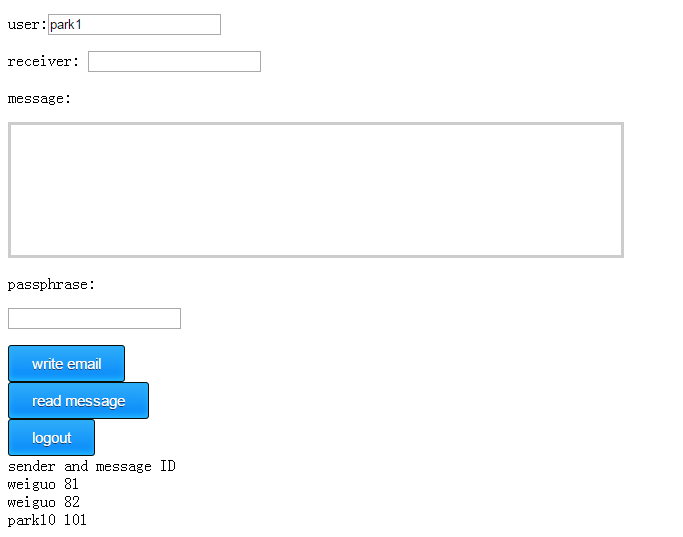 user:park1
receiver:
message:
passphrase:
write email
read message
logout
sender and message ID
weiguo 81
weiguo 82
park10 101